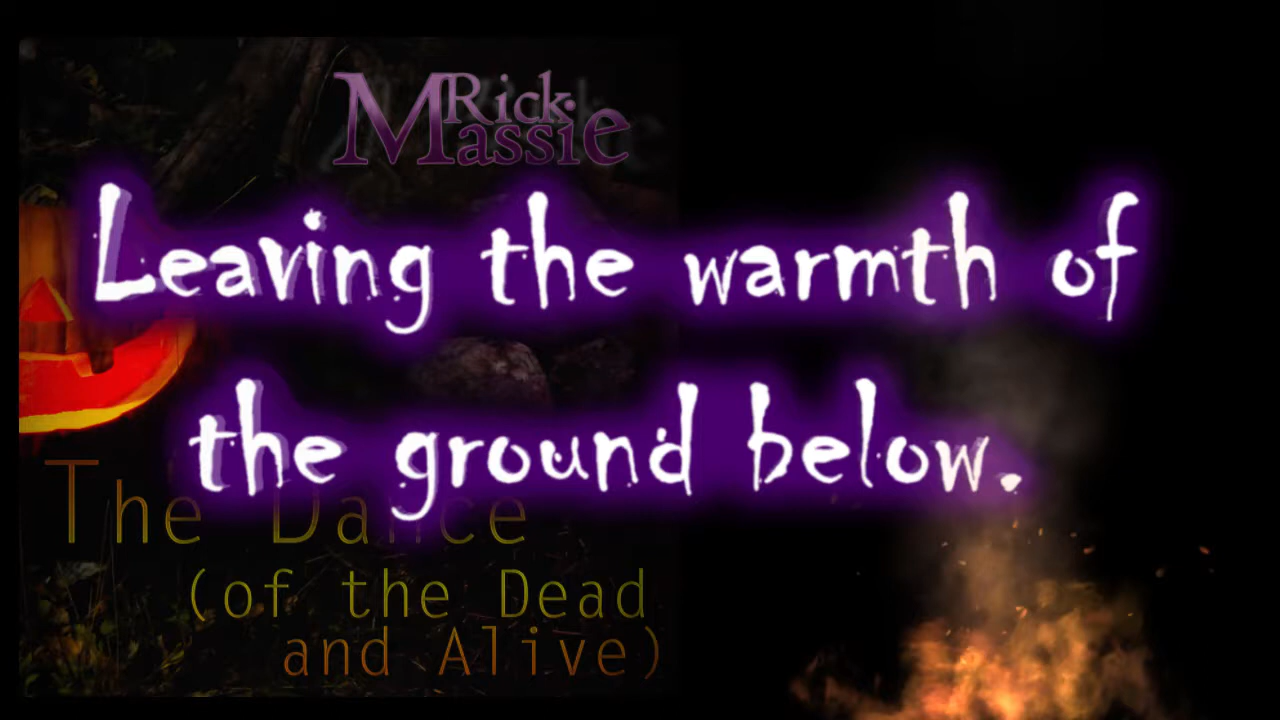 Rick
Massie
Leaving the warmth of
the ground below.
The Dance
(of the Dead
and Alive)